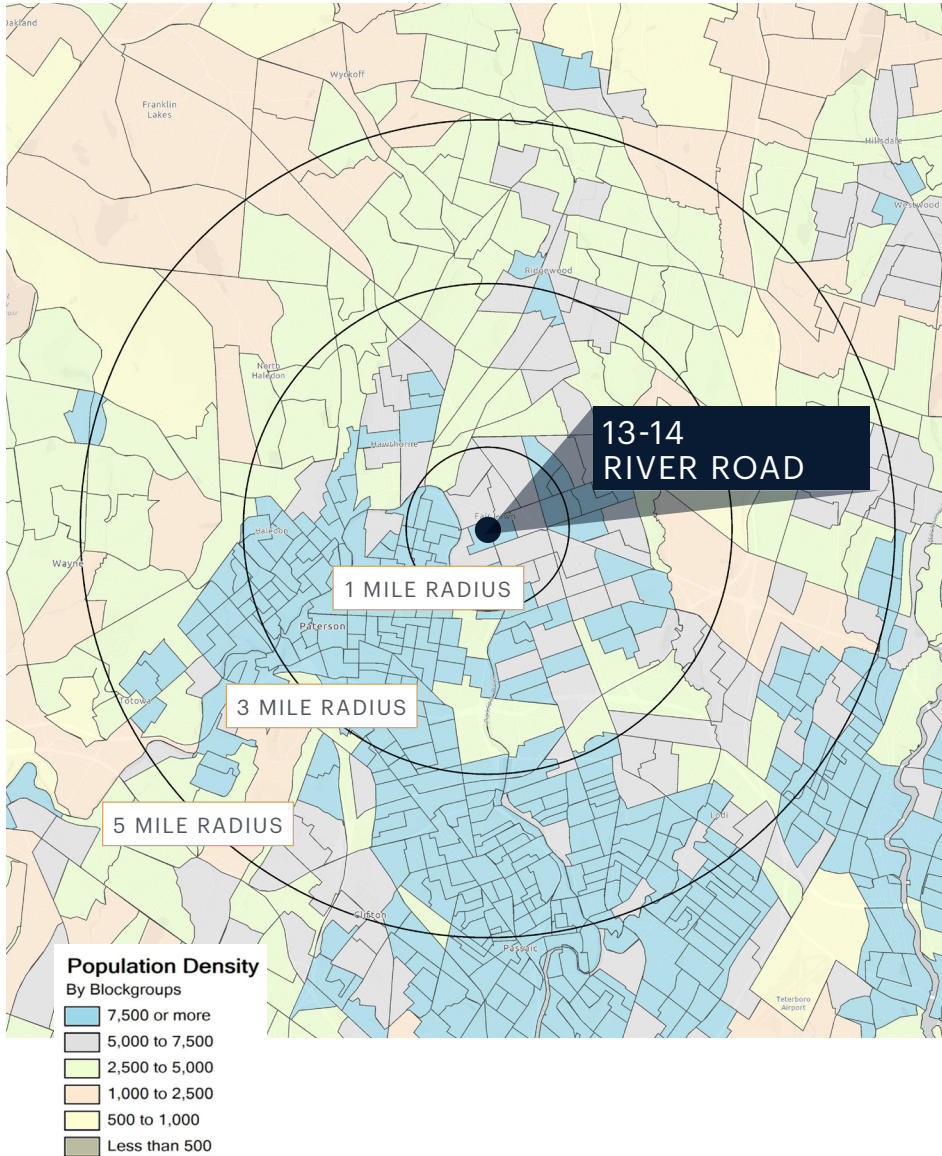 Oakland
Wyckoff
Franklin
Lakes
Hillsdale
Westwood
Ridgewood
North
Haledon
13-14
RIVER ROAD
Hawthorne
Haledon
Wayne
1 MILE RADIUS
Paterson
3 MILE RADIUS
Totowa
5 MILE RADIUS
Lodi
Clifton
Passaic
Teterboro
Airport
Population Density
By Blockgroups
7,500 or more
5,000 to 7,500
2,500 to 5,000
1,000 to 2,500
500 to 1,000
Less than 500